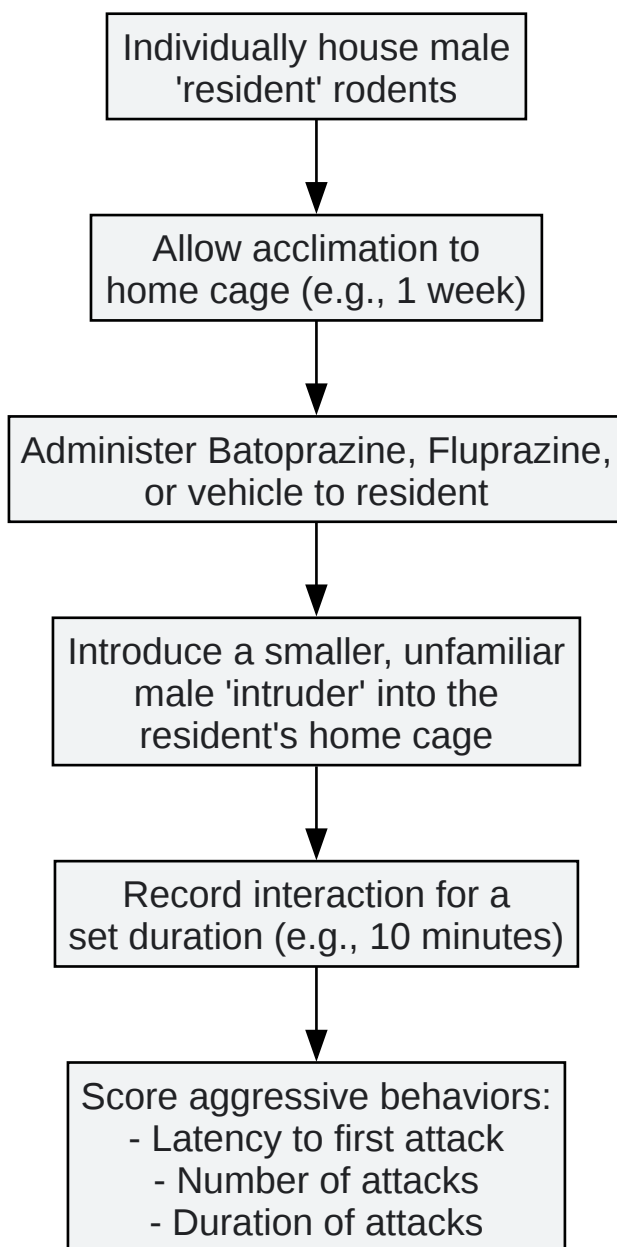 Individually house male
'resident' rodents
Allow acclimation to
home cage (e.g., 1 week)
Administer Batoprazine, Fluprazine,
or vehicle to resident
Introduce a smaller, unfamiliar
male 'intruder' into the
resident's home cage
Record interaction for a
set duration (e.g., 10 minutes)
Score aggressive behaviors:
- Latency to first attack
- Number of attacks
- Duration of attacks